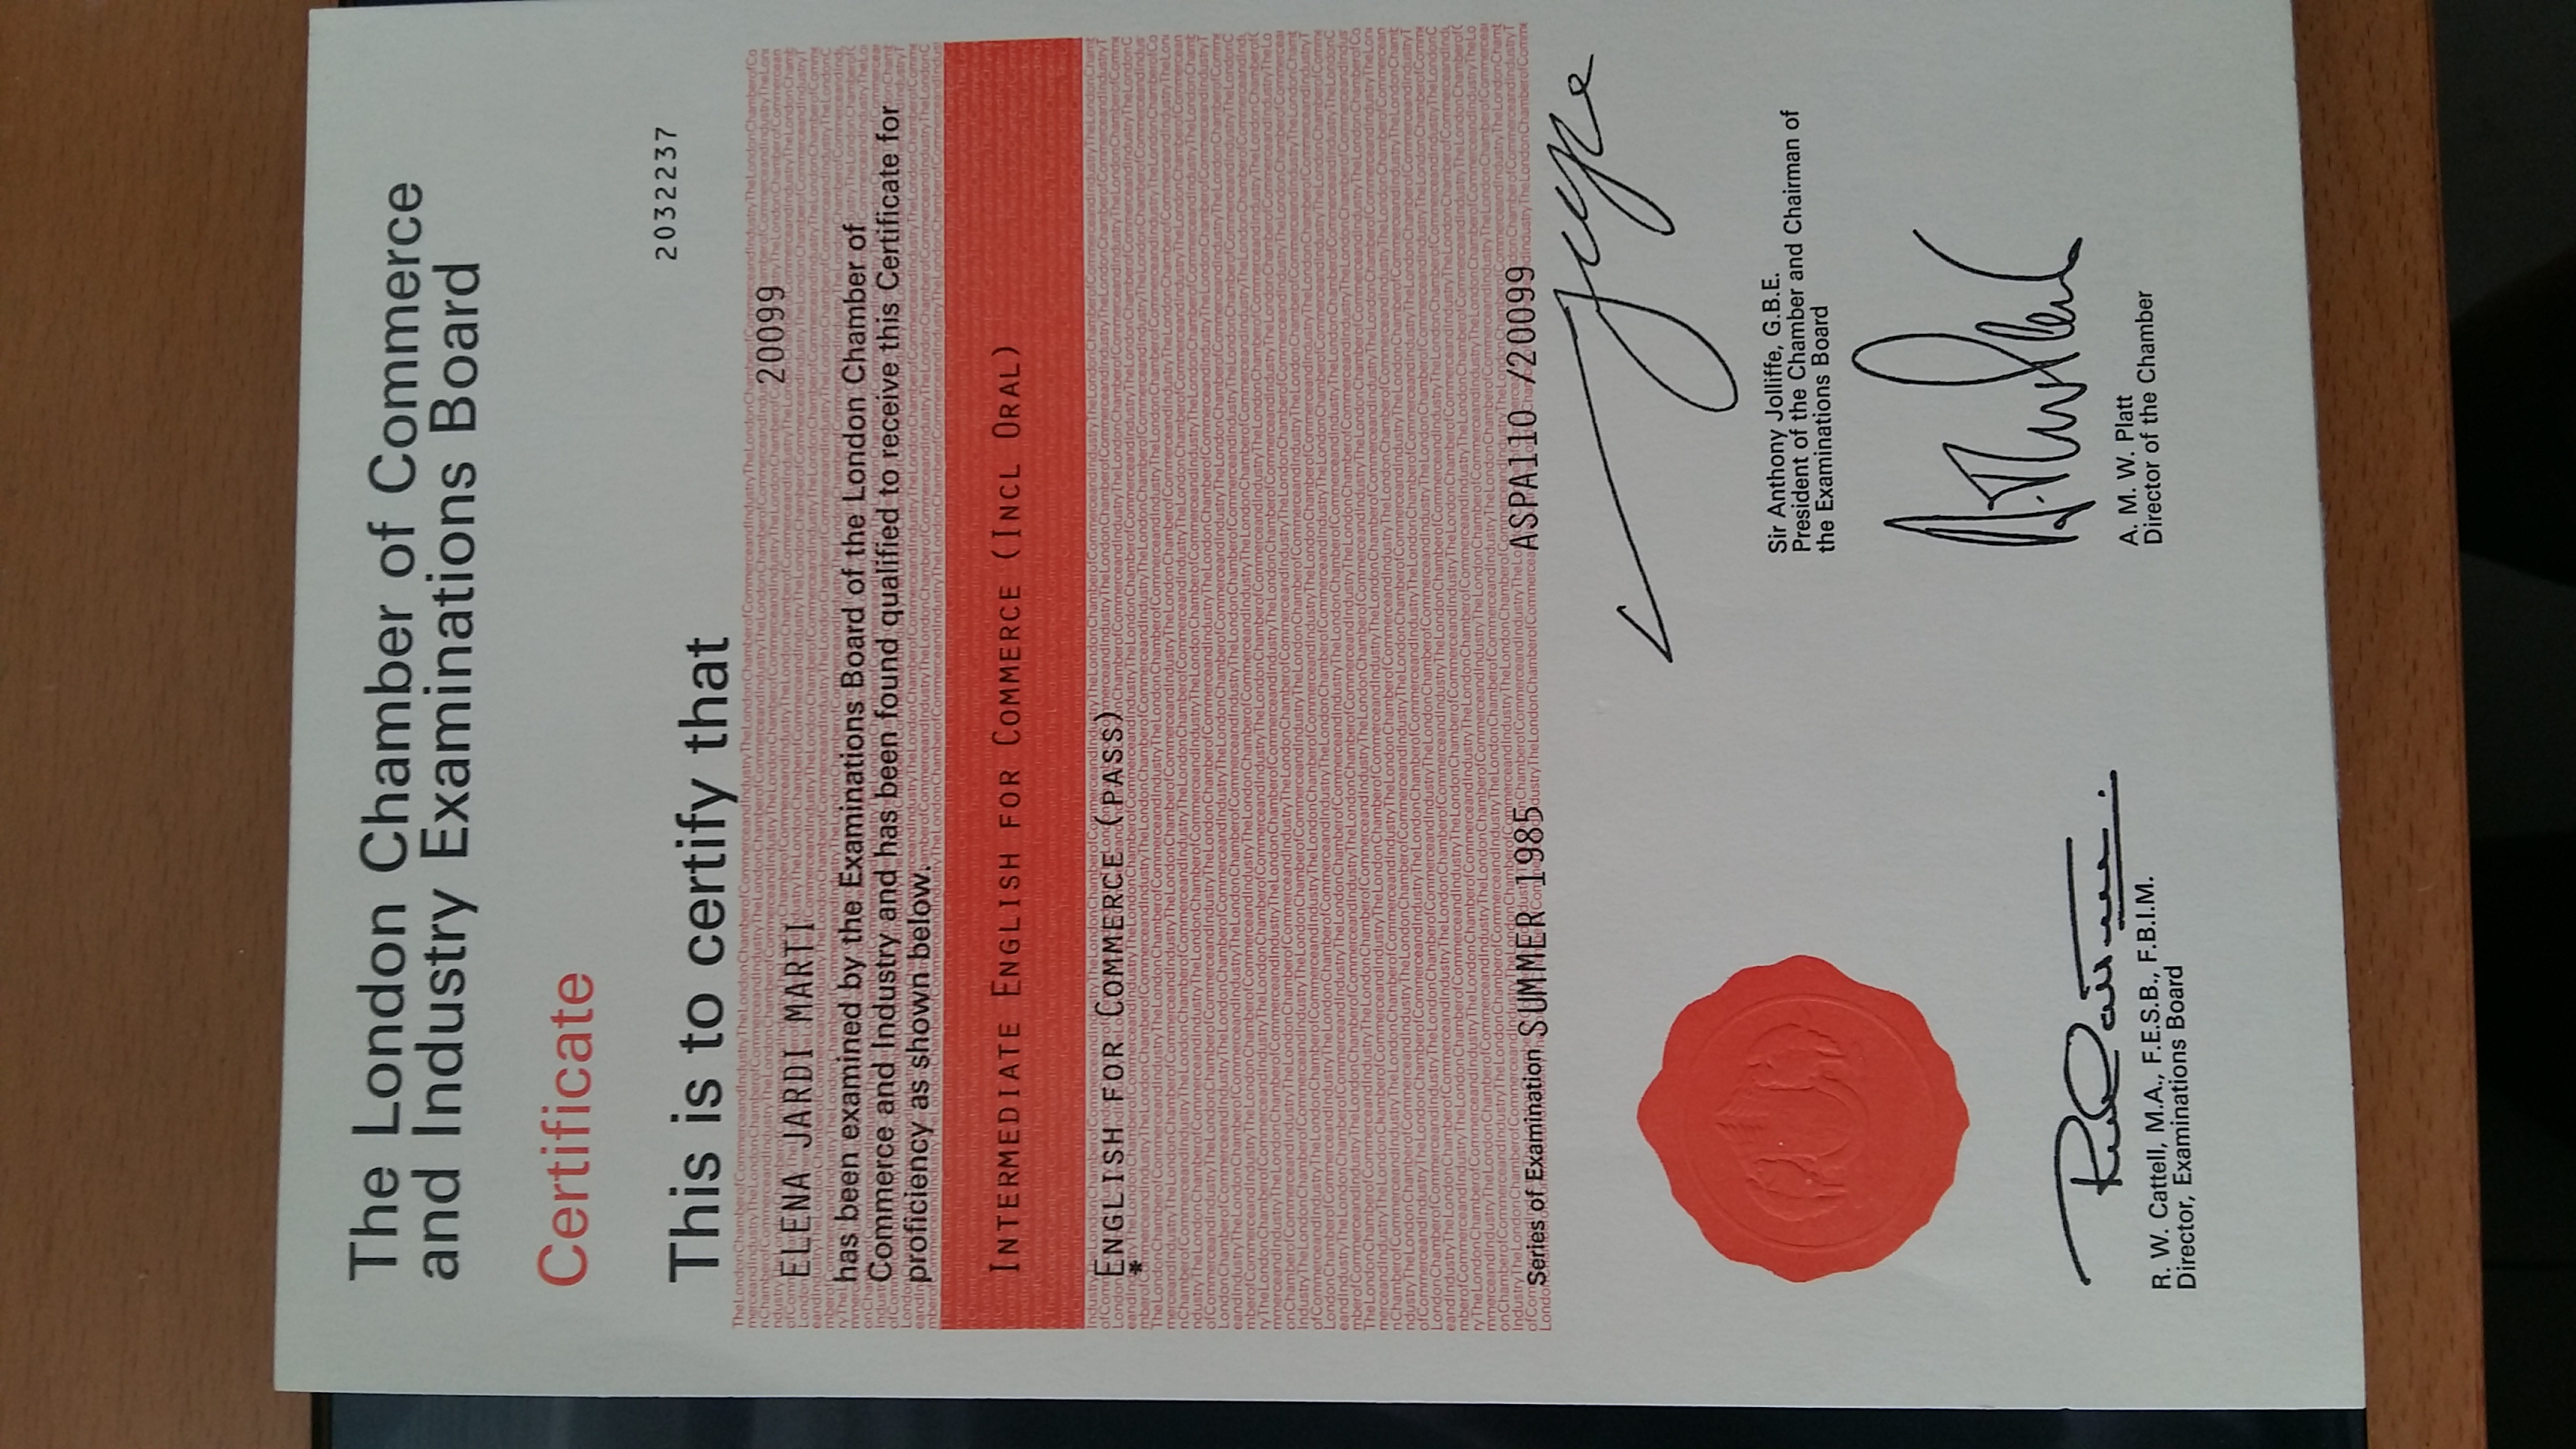 The London Chamber of Commerce
and Industry Examinations Board
Certificate
2032237
This is to certify that
ELENA JARDI MARTI 20099
has been examined by the Examinations Board of the London Chamber of
Commerce and Industry and has been found qualified to receive this Certificate for
proficiency as shown below.
INTERMEDIATE ENGLISH FOR COMMERCE (INCL ORAL)
ENGLISH FOR COMMERCE (PASS)
*
Series of Examination SUMMER 1985 ASPA110 /20099
Sir Anthony Jolliffe, G.B.E.
President of the Chamber and Chairman of
the Examinations Board
A. M. W. Platt
Director of the Chamber
R. W. Cattell, M.A., F.E.S.B., F.B.I.M.
Director, Examinations Board